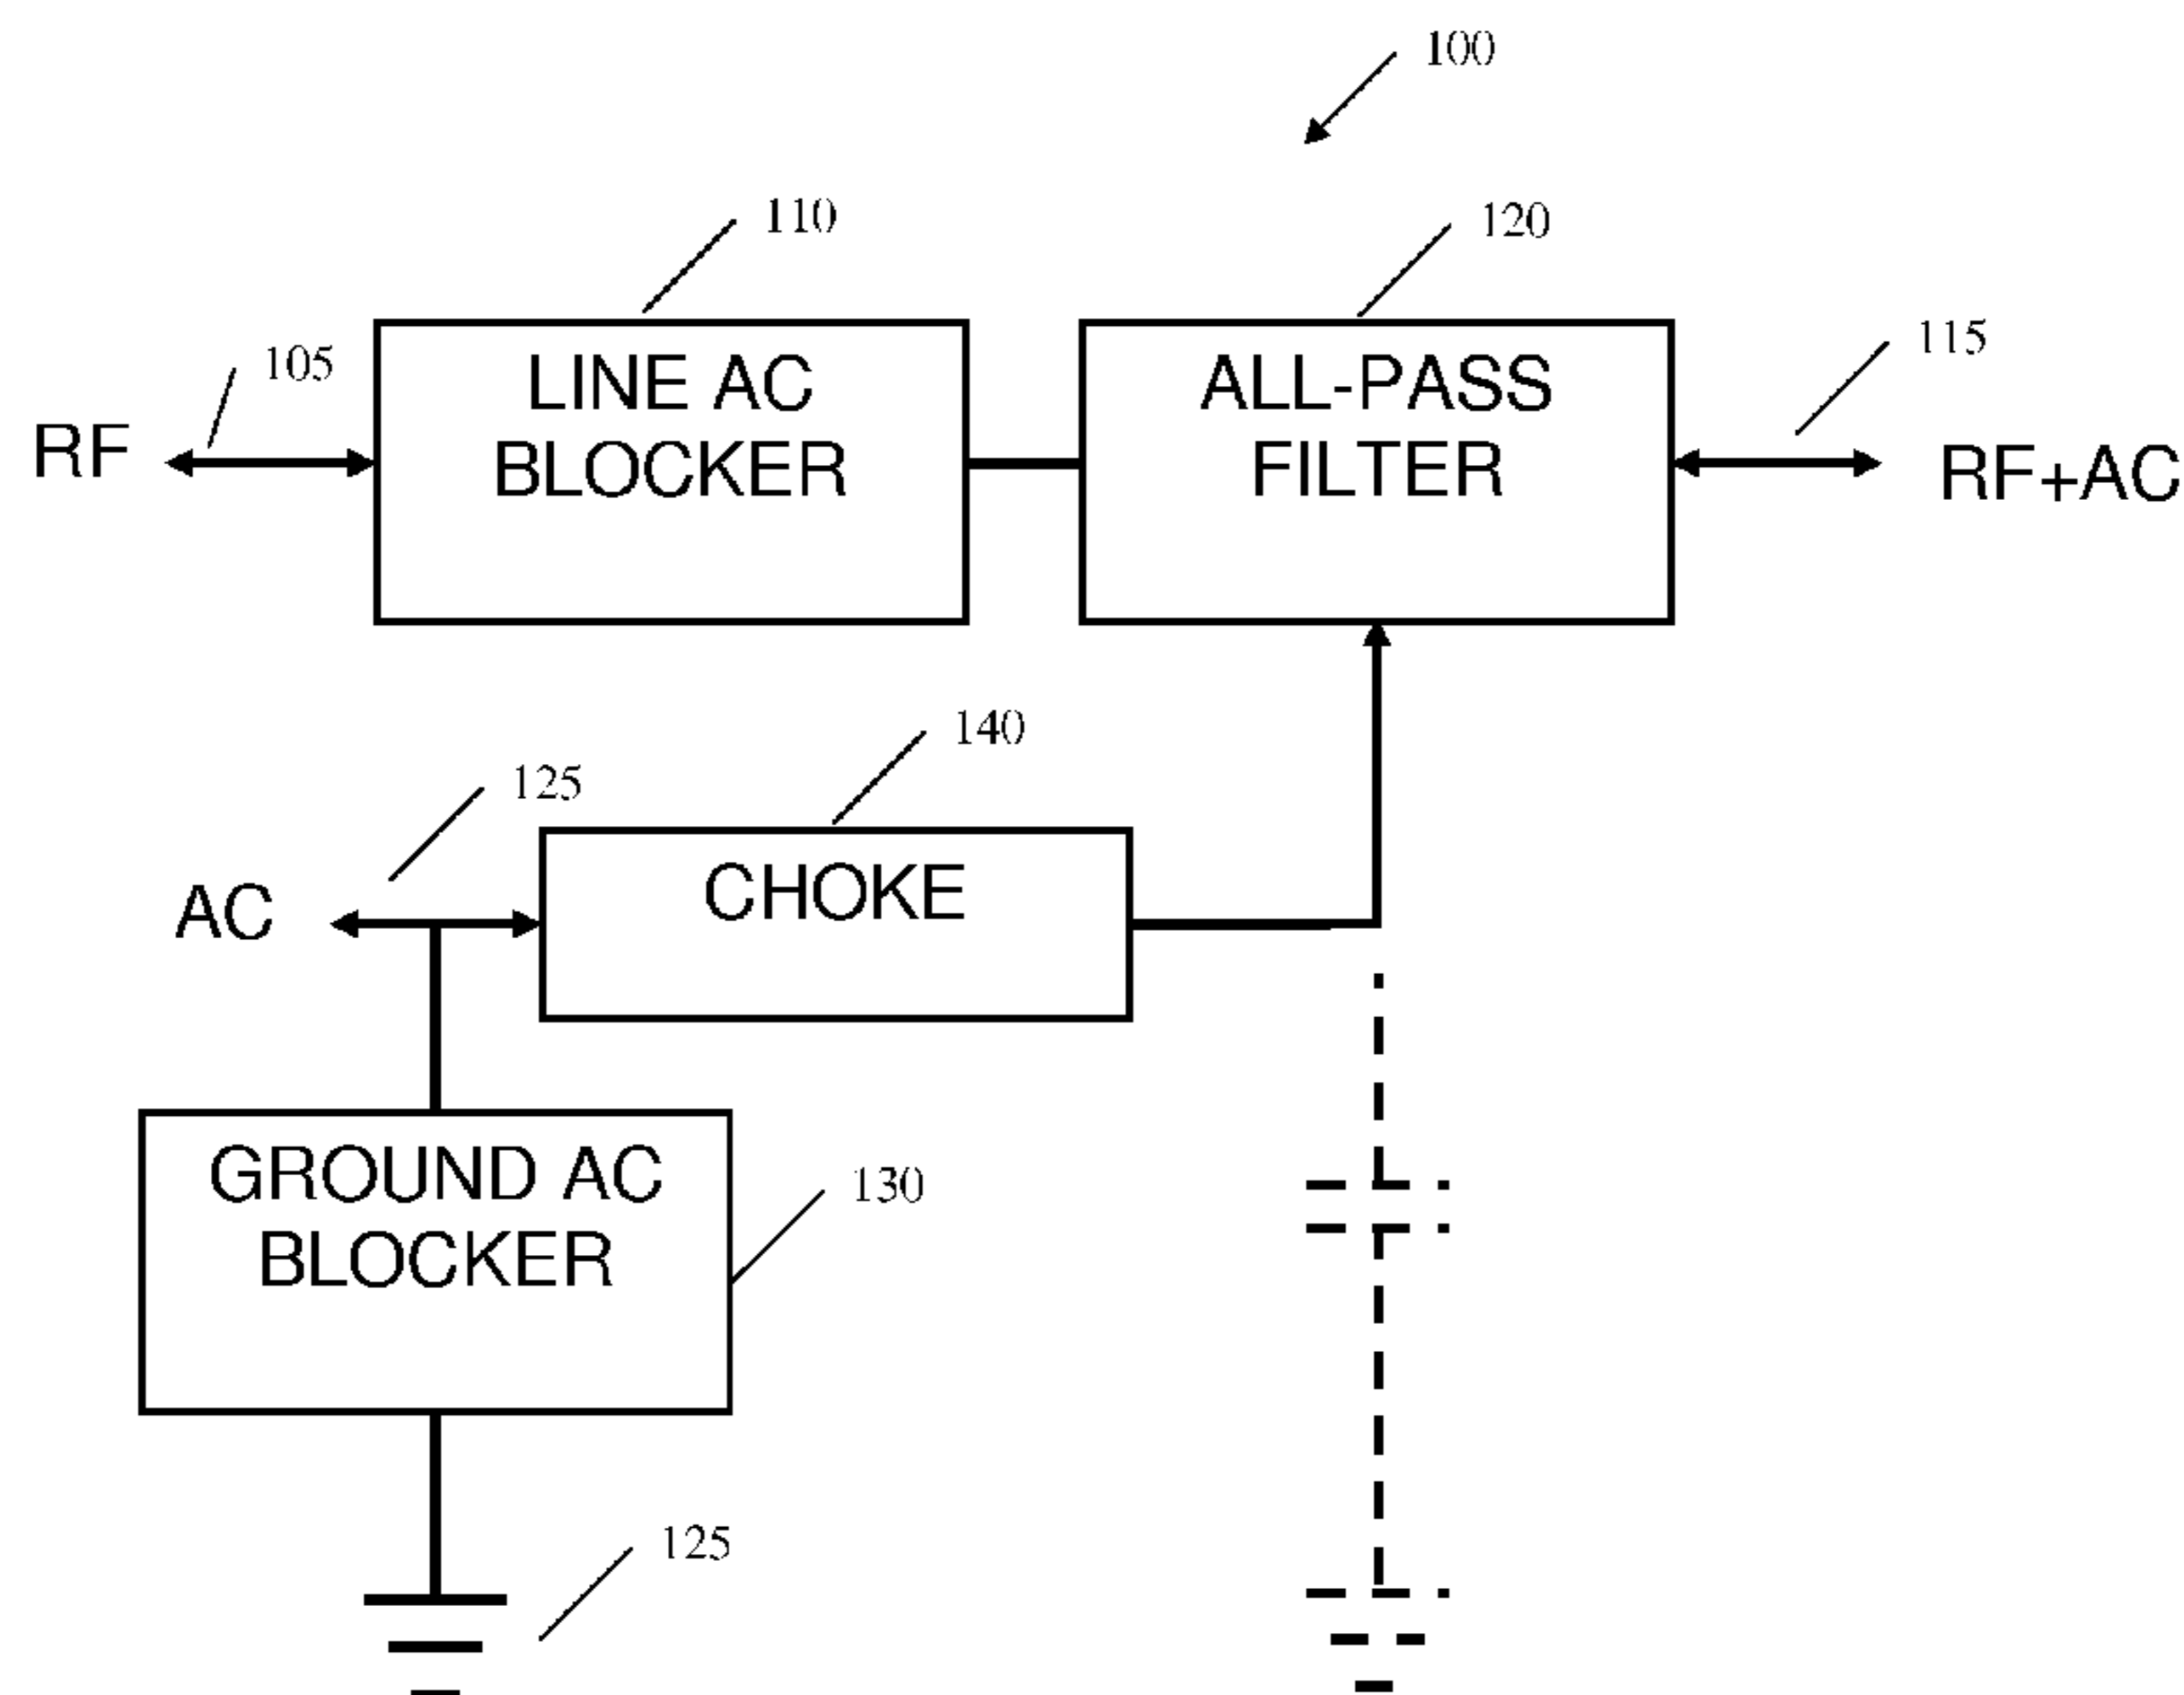 100
110
120
115
105
LINE AC
BLOCKER
ALL-PASS
FILTER
RF
RF+AC
140
125
CHOKE
AC
GROUND AC
BLOCKER
130
125